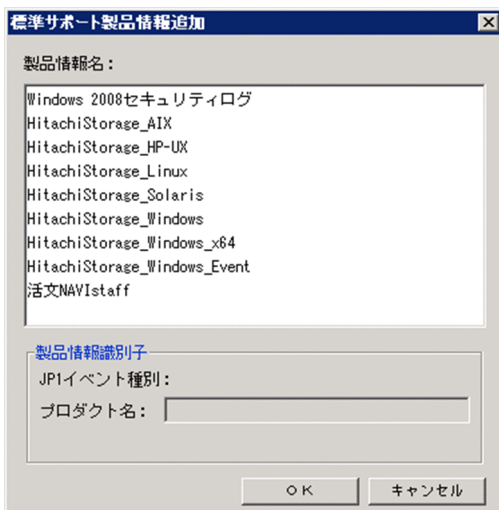 標準サポート製品情報追加
製品情報名：
Windows 2008セキュリティログ
HitachiStorage_AIX
HitachiStorage_HP-UX
HitachiStorage_Linux
HitachiStorage_Solaris
HitachiStorage_Windows
HitachiStorage_Windows_x64
HitachiStorage_Windows_Event
活文NAVIstaff
製品情報識別子
JP1イベント種別：
プロダクト名：
ＯＫ
キャンセル